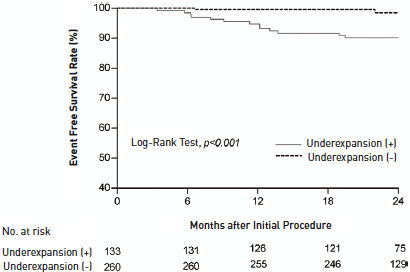 Event Free Survival Rate (%)
100
90
80
70
60
50
40
Log-Rank Test, p<0.001
Underexpansion (+)
Underexpansion (-)
0 6 12 18 24
No. at risk
Months after Initial Procedure
Underexpansion (+) 133 131 126 121 75
Underexpansion (-) 260 260 255 246 129